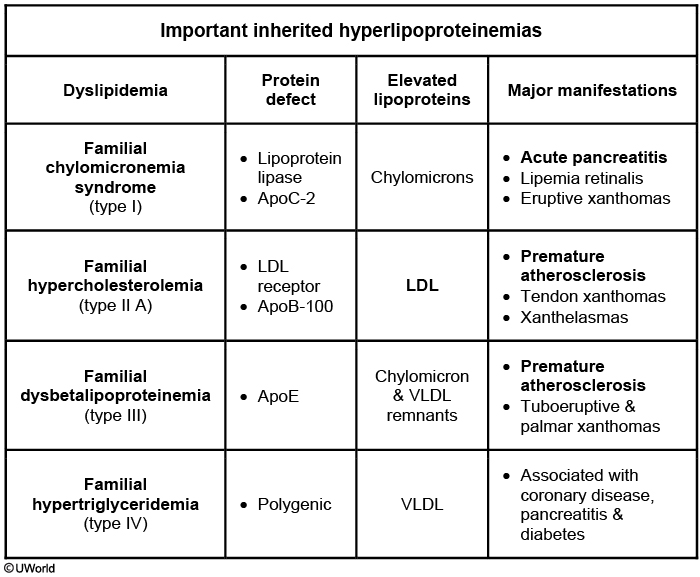 Important inherited hyperlipoproteinemias
Dyslipidemia
Protein
defect
Elevated
lipoproteins
Major manifestations
Familial
chylomicronemia
syndrome
(type I)
• Lipoprotein
lipase
• ApoC-2
Chylomicrons
• Acute pancreatitis
• Lipemia retinalis
• Eruptive xanthomas
Familial
hypercholesterolemia
(type II A)
• LDL
receptor
• ApoB-100
LDL
• Premature
atherosclerosis
• Tendon xanthomas
• Xanthelasmas
Familial
dysbetalipoproteinemia
(type III)
• ApoE
Chylomicron
& VLDL
remnants
• Premature
atherosclerosis
• Tuboeruptive &
palmar xanthomas
Familial
hypertriglyceridemia
(type IV)
• Polygenic
VLDL
• Associated with
coronary disease,
pancreatitis &
diabetes
©UWorld